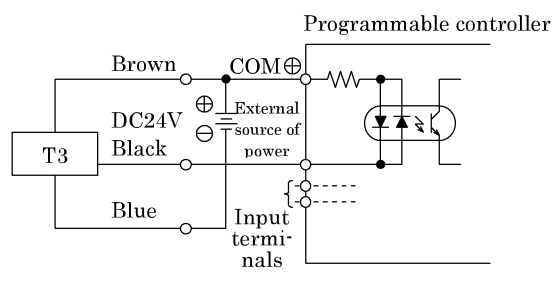 Programmable controller
Brown
COM⊕
⊕
External
DC24V
source of
⊖
power
Black
T3
Blue
Input
termi-
nals